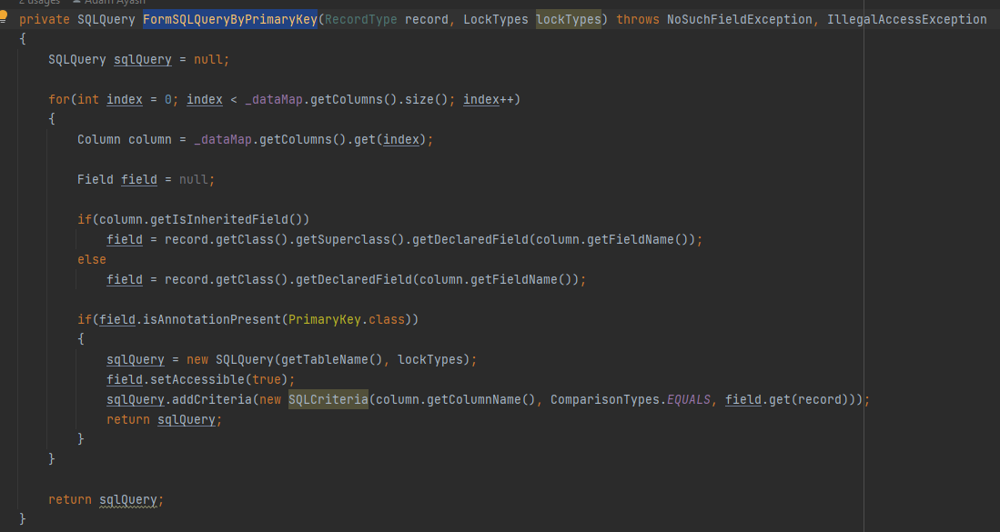 2 usages Adam Ayash
private SQLQuery FormSQLQueryByPrimaryKey(RecordType record, LockTypes lockTypes) throws NoSuchFieldException, IllegalAccessException
{
SQLQuery sqlQuery = null;
for(int index = 0; index < _dataMap.getColumns().size(); index++)
{
Column column = _dataMap.getColumns().get(index);
Field field = null;
if(column.getIsInheritedField())
field = record.getClass().getSuperclass().getDeclaredField(column.getFieldName());
else
field = record.getClass().getDeclaredField(column.getFieldName());
if(field.isAnnotationPresent(PrimaryKey.class))
{
sqlQuery = new SQLQuery(getTableName(), lockTypes);
field.setAccessible(true);
sqlQuery.addCriteria(new SQLCriteria(column.getColumnName(), ComparisonTypes.EQUALS, field.get(record)));
return sqlQuery;
}
}
return sqlQuery;
}